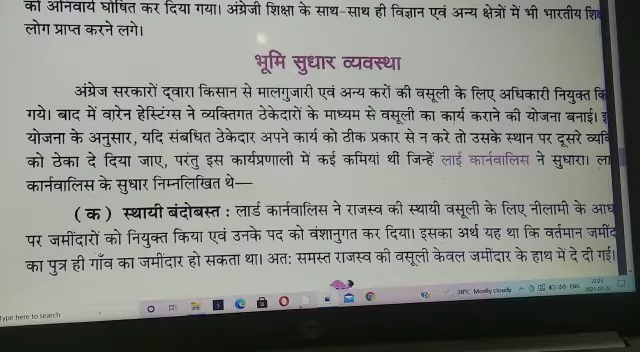 को अनिवार्य घोषित कर दिया गया। अंग्रेजी शिक्षा के साथ-साथ ही विज्ञान एवं अन्य क्षेत्रों में भी भारतीय
लोग प्राप्त करने लगे।
भूमि सुधार व्यवस्था
अंग्रेज सरकारों द्वारा किसान से मालगुजारी एवं अन्य करों की वसूली के लिए अधिकारी नियुक्त
गये। बाद में वारेन हेस्टिंग्स ने व्यक्तिगत ठेकेदारों के माध्यम से वसूली का कार्य कराने की योजना बनाई।
योजना के अनुसार, यदि संबधित ठेकेदार अपने कार्य को ठीक प्रकार से न करे तो उसके स्थान पर दूसरे
को ठेका दे दिया जाए, परंतु इस कार्यप्रणाली में कई कमियां थीं जिन्हें लाई कार्नवालिस ने सुधारा।
कार्नवालिस के सुधार निम्नलिखित थे—
(क) स्थायी बंदोबस्त : लार्ड कार्नवालिस ने राजस्व की स्थायी वसूली के लिए नीलामी के
पर जमींदारों को नियुक्त किया एवं उनके पद को वंशानुगत कर दिया। इसका अर्थ यह था कि वर्तमान
का पुत्र ही गाँव का जमींदार हो सकता था। अतः समस्त राजस्व की वसूली केवल जमींदार के हाथ में दे दी गई।
Type here to search
28°C Mostly cloudy
ENG
22:23